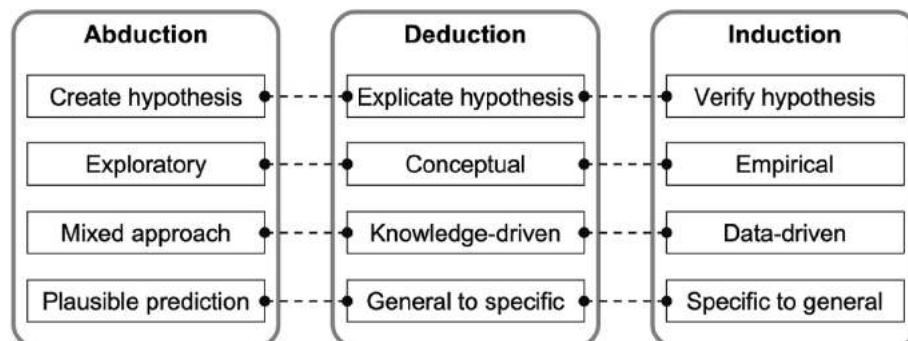 Abduction
Deduction
Induction
Create hypothesis
Explicate hypothesis
Verify hypothesis
Exploratory
Conceptual
Empirical
Mixed approach
Knowledge-driven
Data-driven
Plausible prediction
General to specific
Specific to general